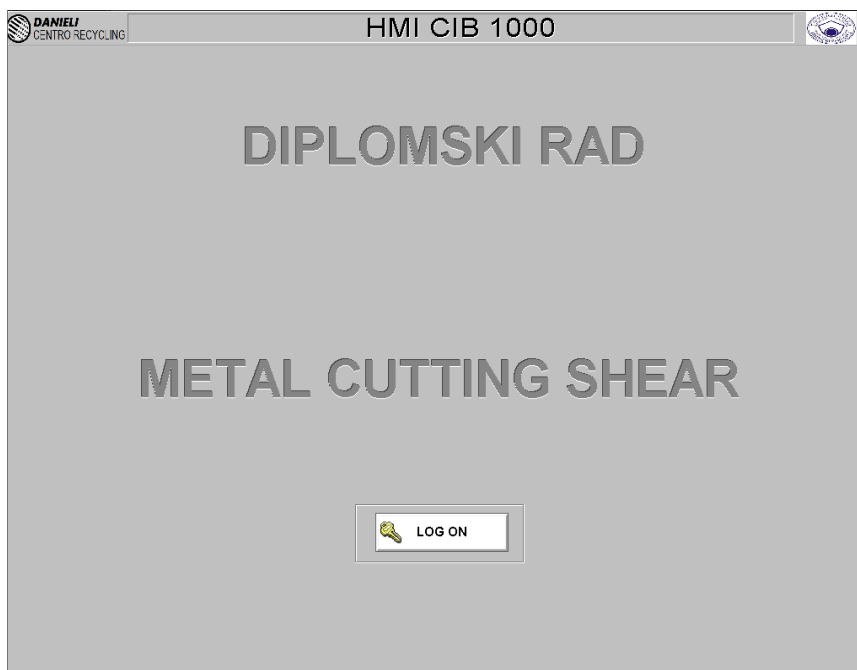 DANIELI
CENTRO RECYCLING
HMI CIB 1000
DIPLOMSKI RAD
METAL CUTTING SHEAR
LOG ON